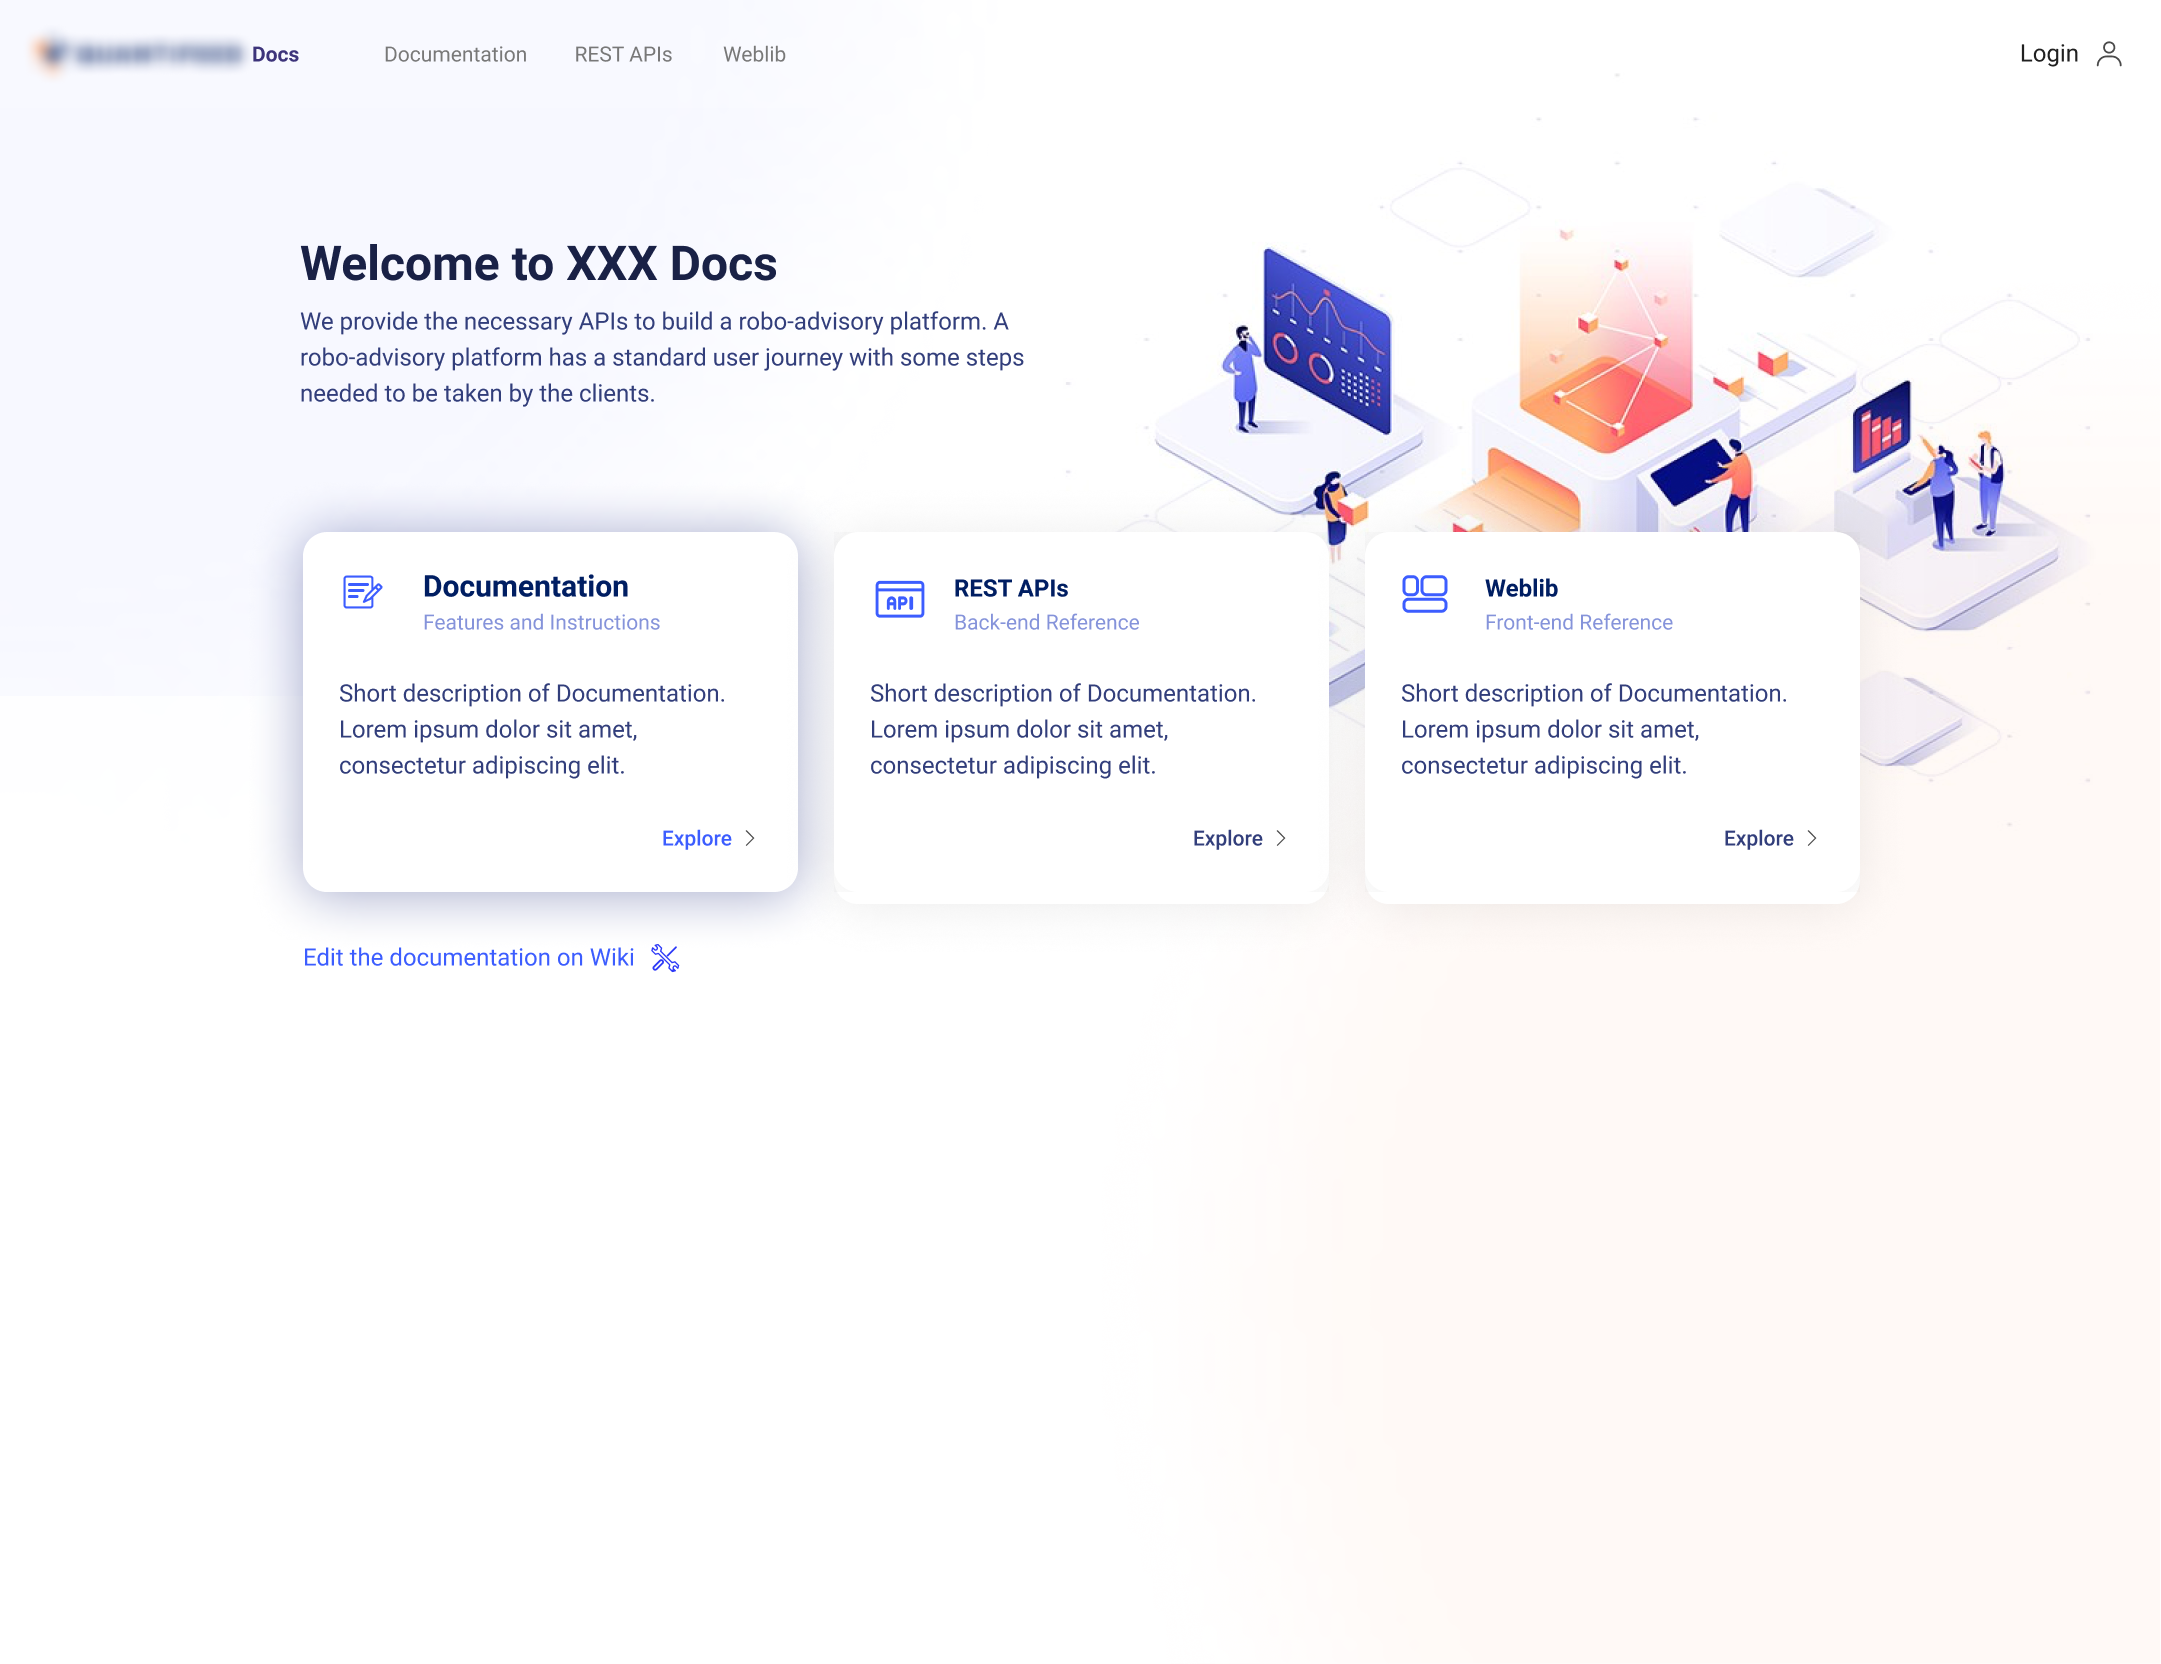 Docs
Documentation
REST APIs
Weblib
Login
Welcome to XXX Docs
We provide the necessary APIs to build a robo-advisory platform. A
robo-advisory platform has a standard user journey with some steps
needed to be taken by the clients.
Documentation
Features and Instructions
Short description of Documentation.
Lorem ipsum dolor sit amet,
consectetur adipiscing elit.
Explore
API
REST APIs
Back-end Reference
Short description of Documentation.
Lorem ipsum dolor sit amet,
consectetur adipiscing elit.
Explore
Weblib
Front-end Reference
Short description of Documentation.
Lorem ipsum dolor sit amet,
consectetur adipiscing elit.
Explore
Edit the documentation on Wiki